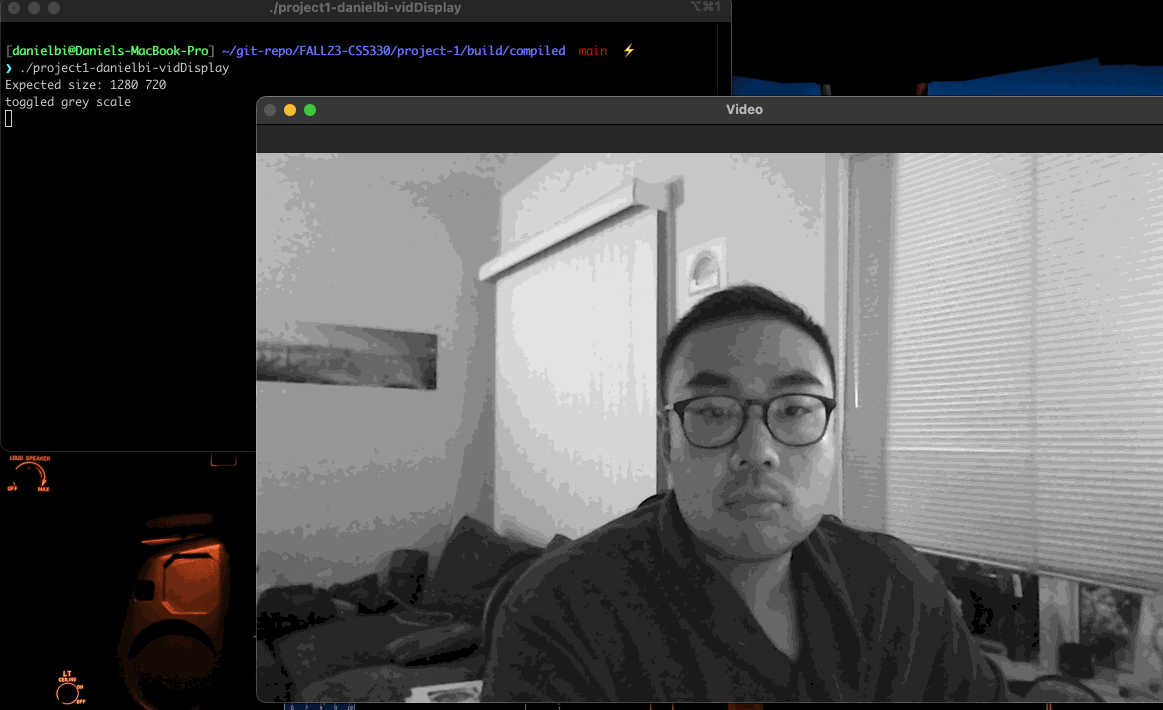 ./project1-danielbi-vidDisplay
⌥⌘1
[danielbi@Daniels-MacBook-Pro] ~/git-repo/FALL23-CS5330/project-1/build/compiled main ⚡
❯ ./project1-danielbi-vidDisplay
Expected size: 1280 720
toggled grey scale
Video
LOUD SPEAKER
OFF MAX
LT
CEILING
ON
OFF